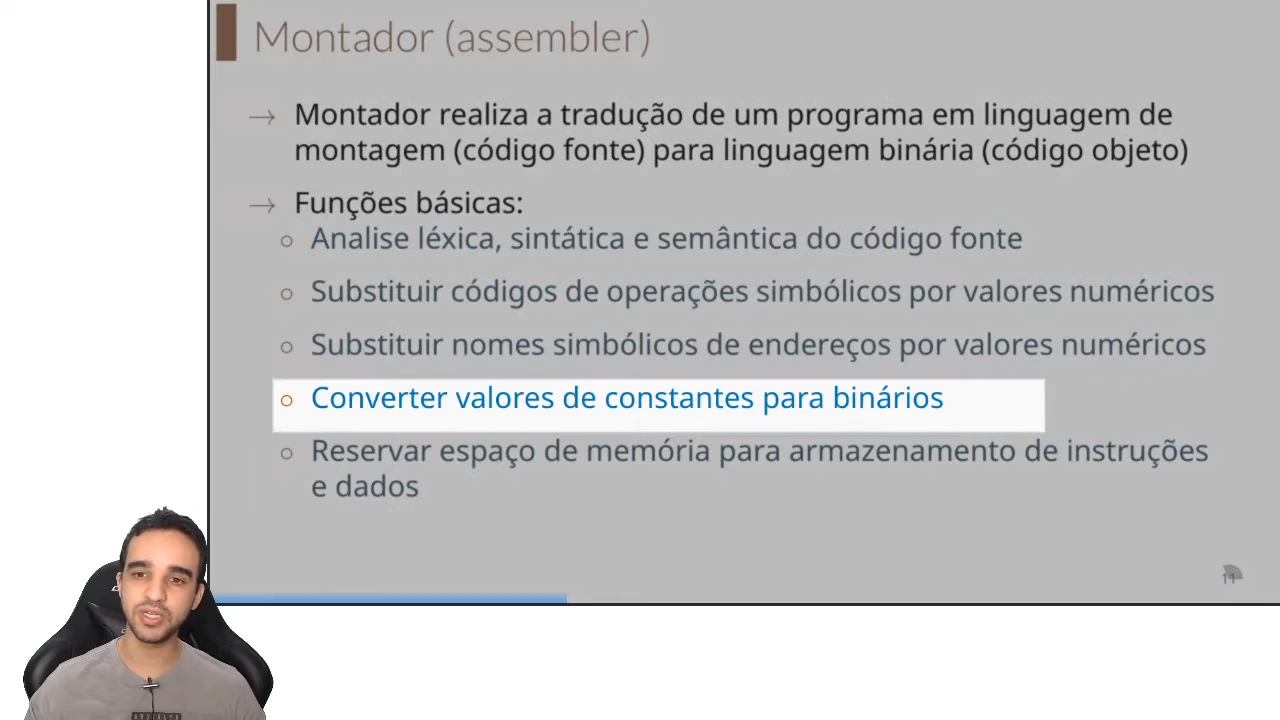 Montador (assembler)
→ Montador realiza a tradução de um programa em linguagem de
montagem (código fonte) para linguagem binária (código objeto)
→ Funções básicas:
○ Analise léxica, sintática e semântica do código fonte
○ Substituir códigos de operações simbólicos por valores numéricos
○ Substituir nomes simbólicos de endereços por valores numéricos
○ Converter valores de constantes para binários
○ Reservar espaço de memória para armazenamento de instruções
e dados
11